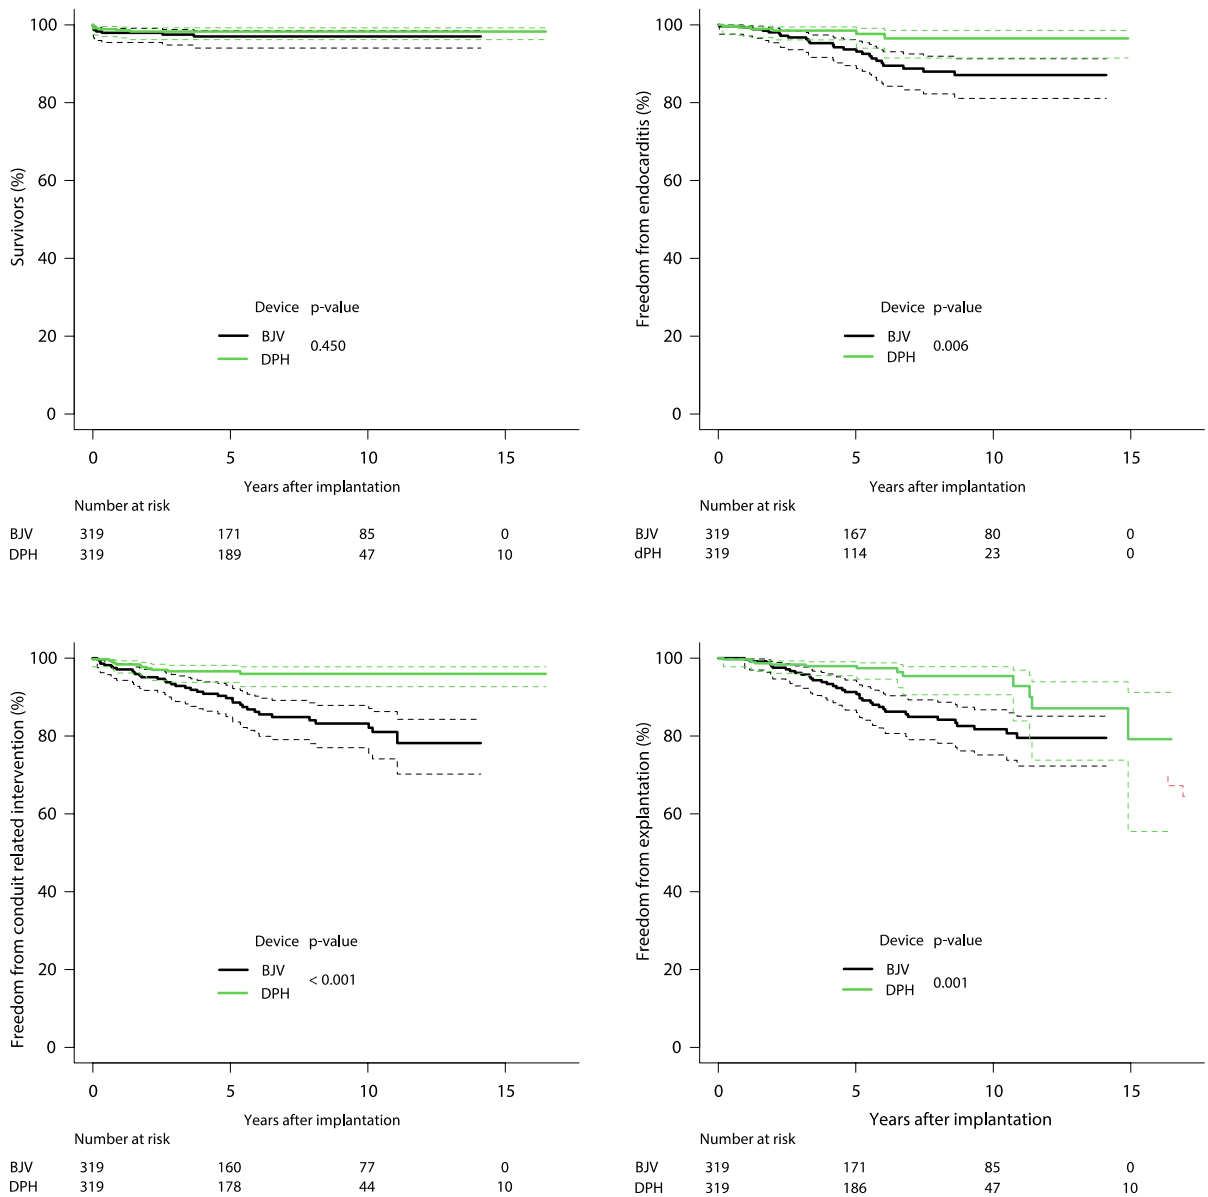 Survivors (%)
100
80
60
40
20
0
Device p-value
BJV
0.450
DPH
0 5 10 15
Years after implantation
Number at risk
BJV 319 171 85 0
DPH 319 189 47 10
Freedom from endocarditis (%)
100
80
60
40
20
0
Device p-value
BJV
0.006
DPH
0 5 10 15
Years after implantation
Number at risk
BJV 319 167 80 0
dPH 319 114 23 0
Freedom from conduit related intervention (%)
100
80
60
40
20
0
Device p-value
BJV
< 0.001
DPH
0 5 10 15
Years after implantation
Number at risk
BJV 319 160 77 0
DPH 319 178 44 10
Freedom from explantation (%)
100
80
60
40
20
0
Device p-value
BJV
0.001
DPH
0 5 10 15
Years after implantation
Number at risk
BJV 319 171 85 0
DPH 319 186 47 10